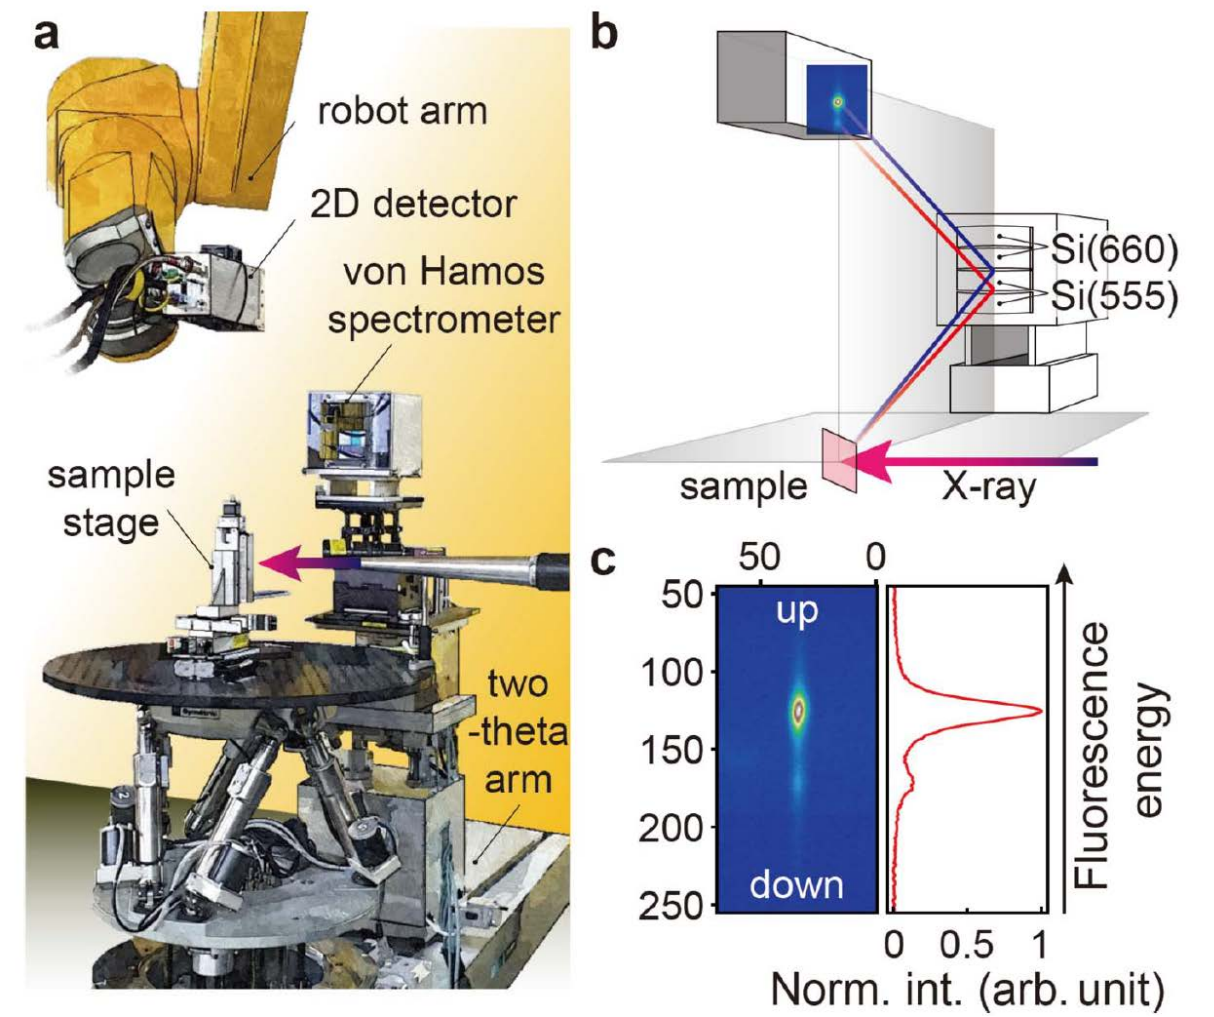 a
robot arm
2D detector
von Hamos
spectrometer
sample
stage
two
-theta
arm
b
Si(660)
Si(555)
sample
X-ray
c
50 0
50
100
150
200
250
up
down
0 0.5 1
Norm. int. (arb. unit)
Fluorescence
energy